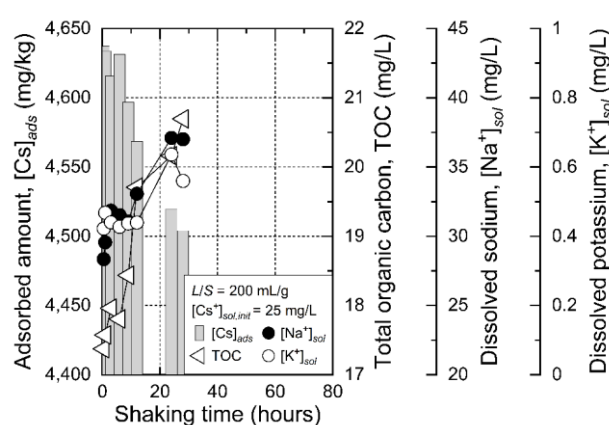 Adsorbed amount, [Cs]ads (mg/kg)
4,650
4,600
4,550
4,500
4,450
4,400
0 20 40 60 80
Shaking time (hours)
L/S = 200 mL/g
[Cs⁺]sol,init = 25 mg/L
[Cs]ads [Na⁺]sol
TOC [K⁺]sol
22
21
20
19
18
17
Total organic carbon, TOC (mg/L)
45
40
35
30
25
20
Dissolved sodium, [Na⁺]sol (mg/L)
1
0.8
0.6
0.4
0.2
0
Dissolved potassium, [K⁺]sol (mg/L)